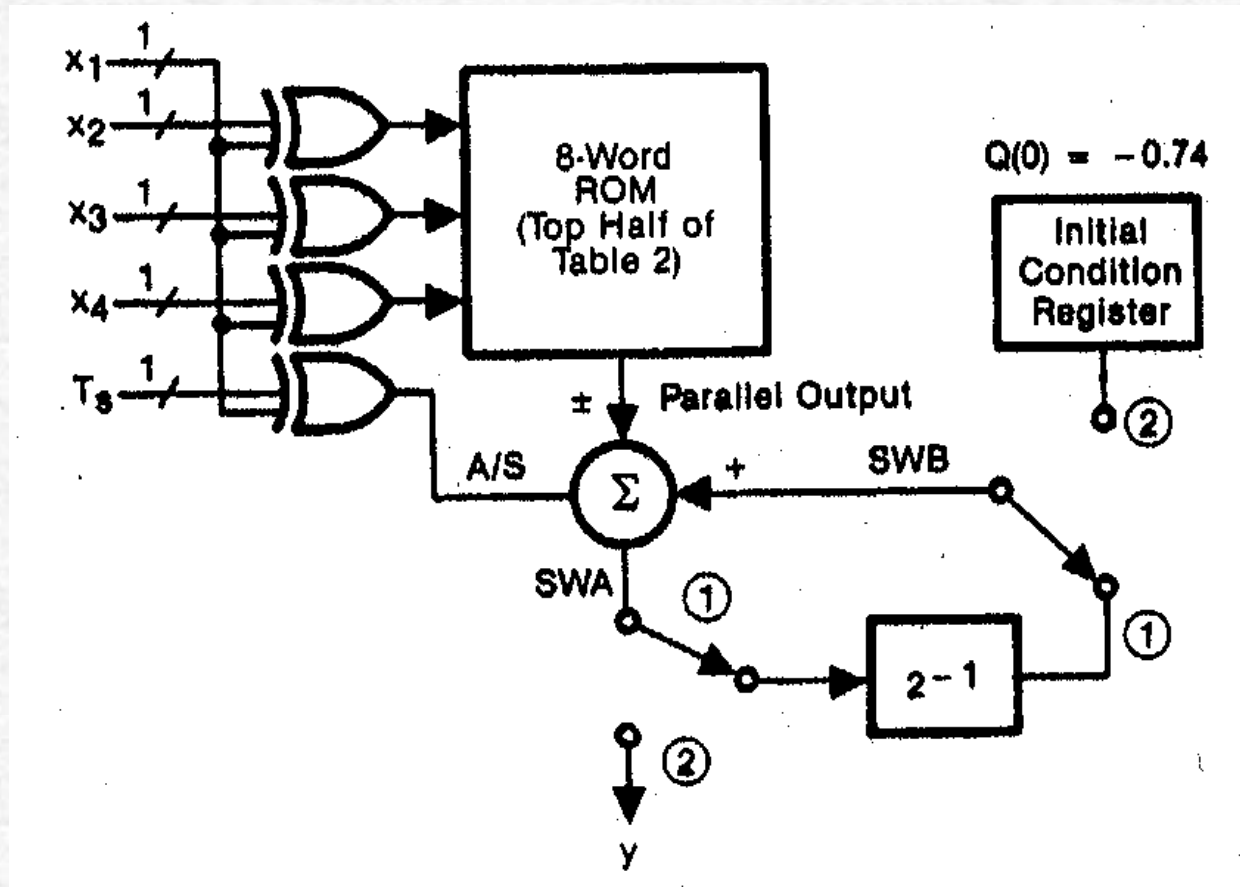 x1
1
x2
1
x3
1
x4
1
Ts
1
8-Word
ROM
(Top Half of
Table 2)
Q(0) = -0.74
Initial
Condition
Register
②
± Parallel Output
A/S
Σ
+
SWB
SWA
①
①
2-1
②
y